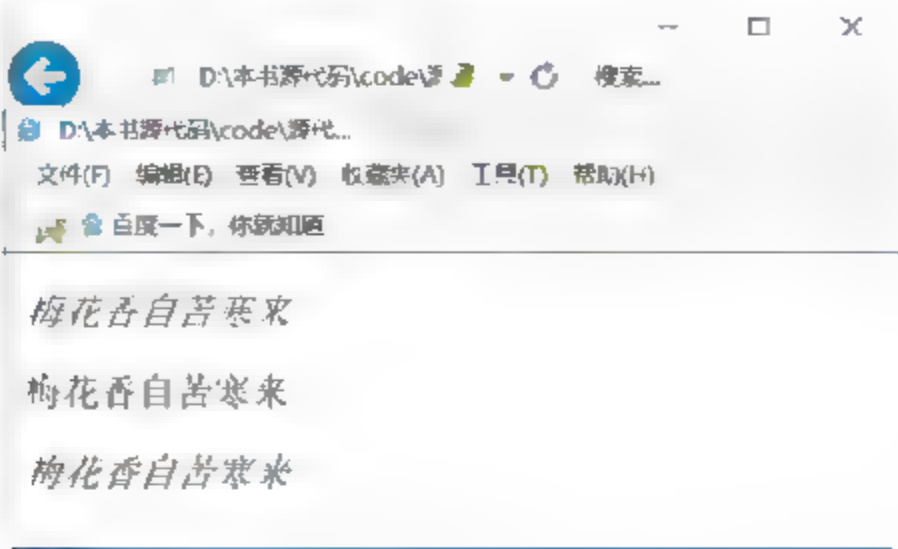 D:\本书源代码\code\源 搜索...
D:\本书源代码\code\源代...
文件(F) 编辑(E) 查看(V) 收藏夹(A) 工具(T) 帮助(H)
百度一下，你就知道
梅花香自苦寒来
梅花香自苦寒来
梅花香自苦寒来